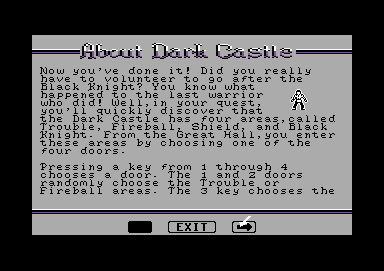 About Dark Castle
Now you've done it! Did you really
have to volunteer to go after the
Black Knight? You know what
happened to the last warrior
who did! Well,in your quest,
you'll quickly discover that
the Dark Castle has four areas,called
Trouble, Fireball, Shield, and Black
Knight. From the Great Hall,you enter
these areas by choosing one of the
four doors.
Pressing a key from 1 through 4
chooses a door. The 1 and 2 doors
randomly choose the Trouble or
Fireball areas. The 3 key chooses the
EXIT